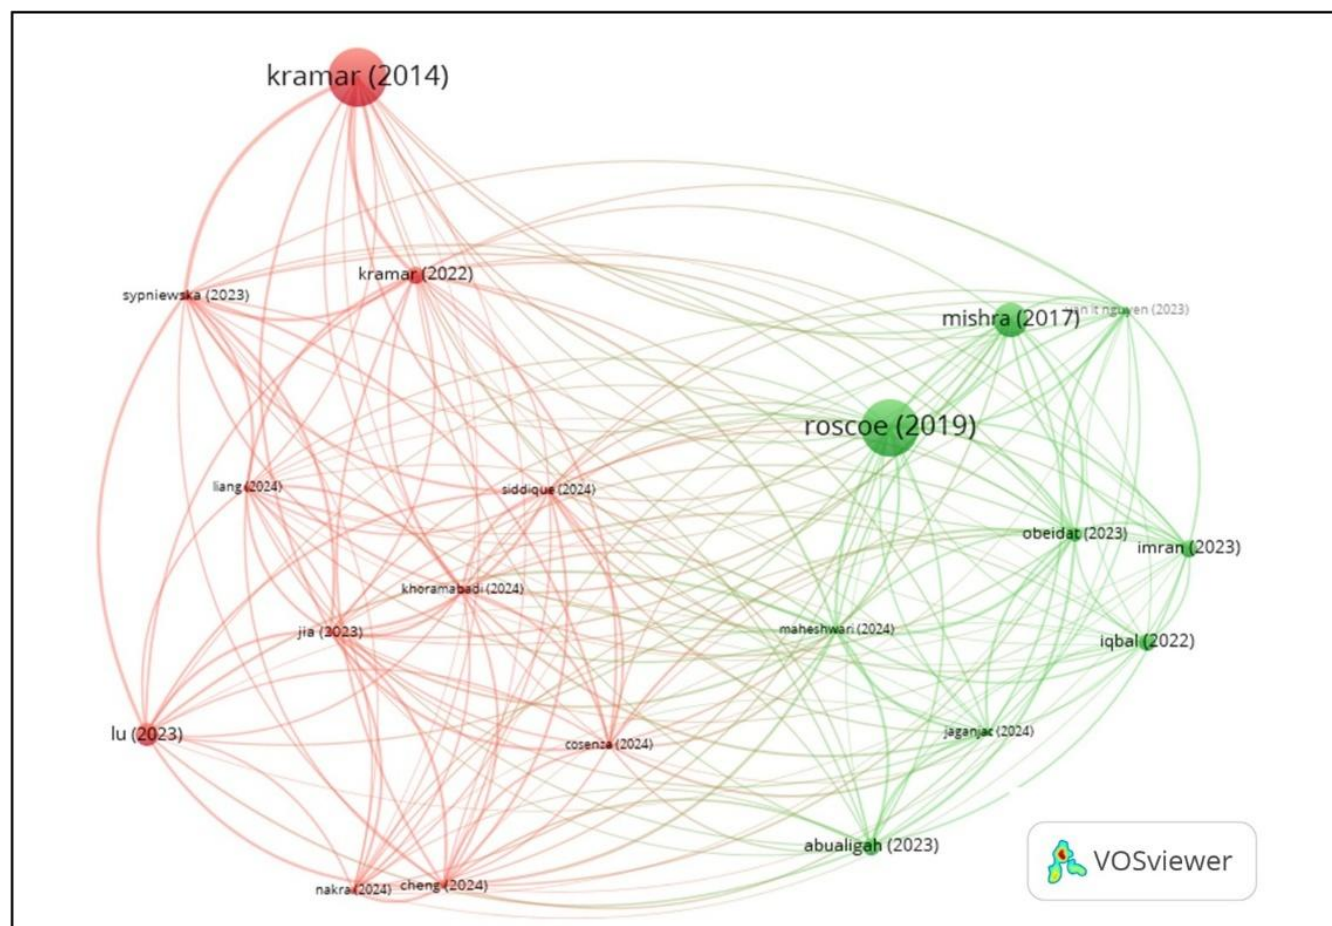 kramar (2014)
kramar (2022)
sypniewska (2023)
mishra (2017)
nguyen (2023)
roscoe (2019)
liang (2024)
siddique (2024)
obeidat (2023)
imran (2023)
khoramabadi (2024)
jia (2023)
maheshwari (2024)
iqbal (2022)
lu (2023)
cosenza (2024)
jaganjac (2024)
abualigah (2023)
nakra (2024)
cheng (2024)
VOSviewer